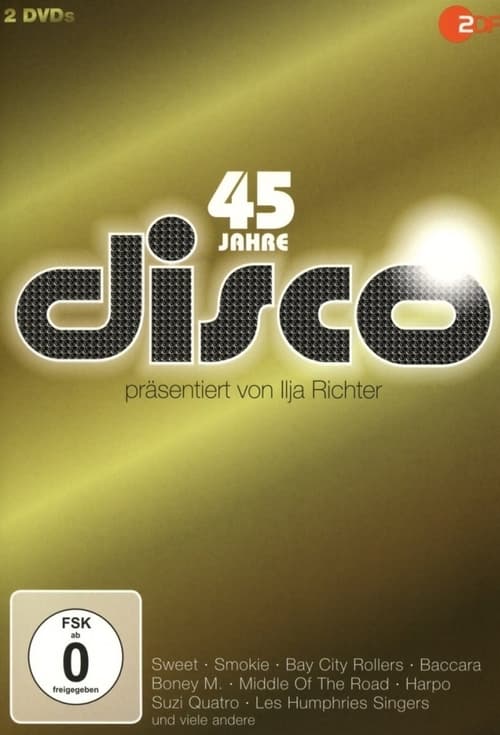 2 DVDs
2DF
45
JAHRE
disco
präsentiert von Ilja Richter
FSK
ab
0
freigegeben
Sweet · Smokie · Bay City Rollers · Baccara
Boney M. · Middle Of The Road · Harpo
Suzi Quatro · Les Humphries Singers
und viele andere